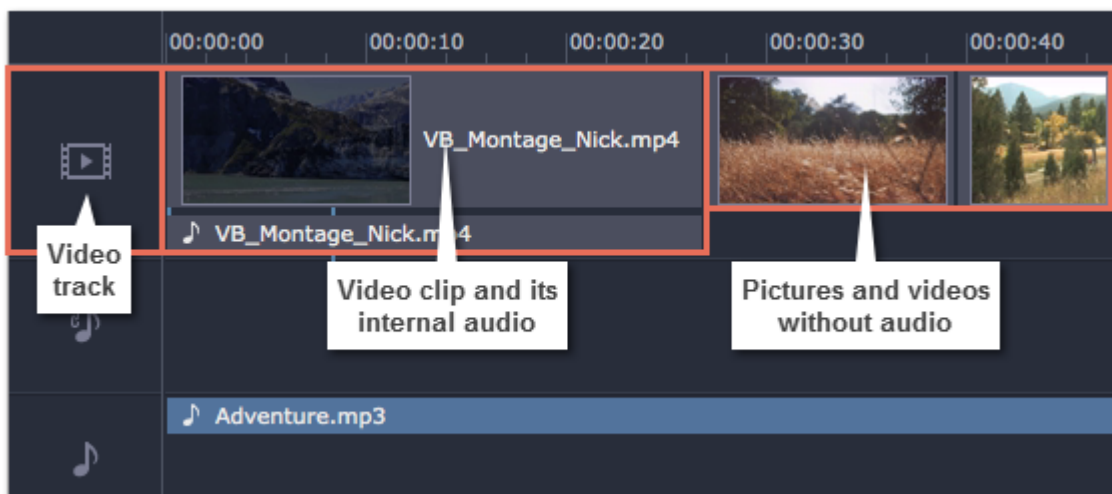 00:00:00 00:00:10 00:00:20 00:00:30 00:00:40
VB_Montage_Nick.mp4
VB_Montage_Nick.mp4
Video
track
Video clip and its
internal audio
Pictures and videos
without audio
Adventure.mp3